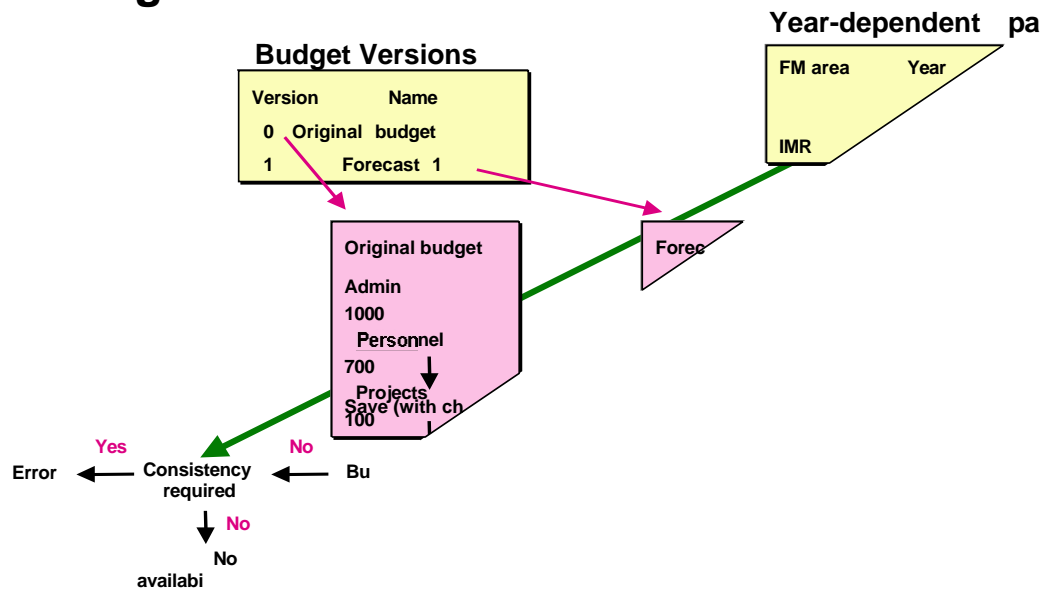 Year-dependent pa
Budget Versions
FM area Year
Version Name
0 Original budget
IMR
1 Forecast 1
Original budget
Forec
Admin
1000
Personnel
700
Projects
Save (with ch
100
Yes
No
Error
Consistency
required
Bu
No
No
availabi